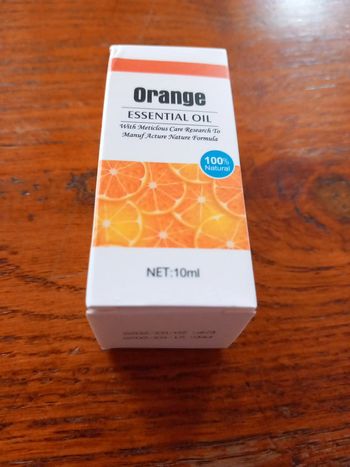 Orange
ESSENTIAL OIL
With Meticlous Care Research To
Manuf Acture Nature Formula
100%
Natural
NET:10ml